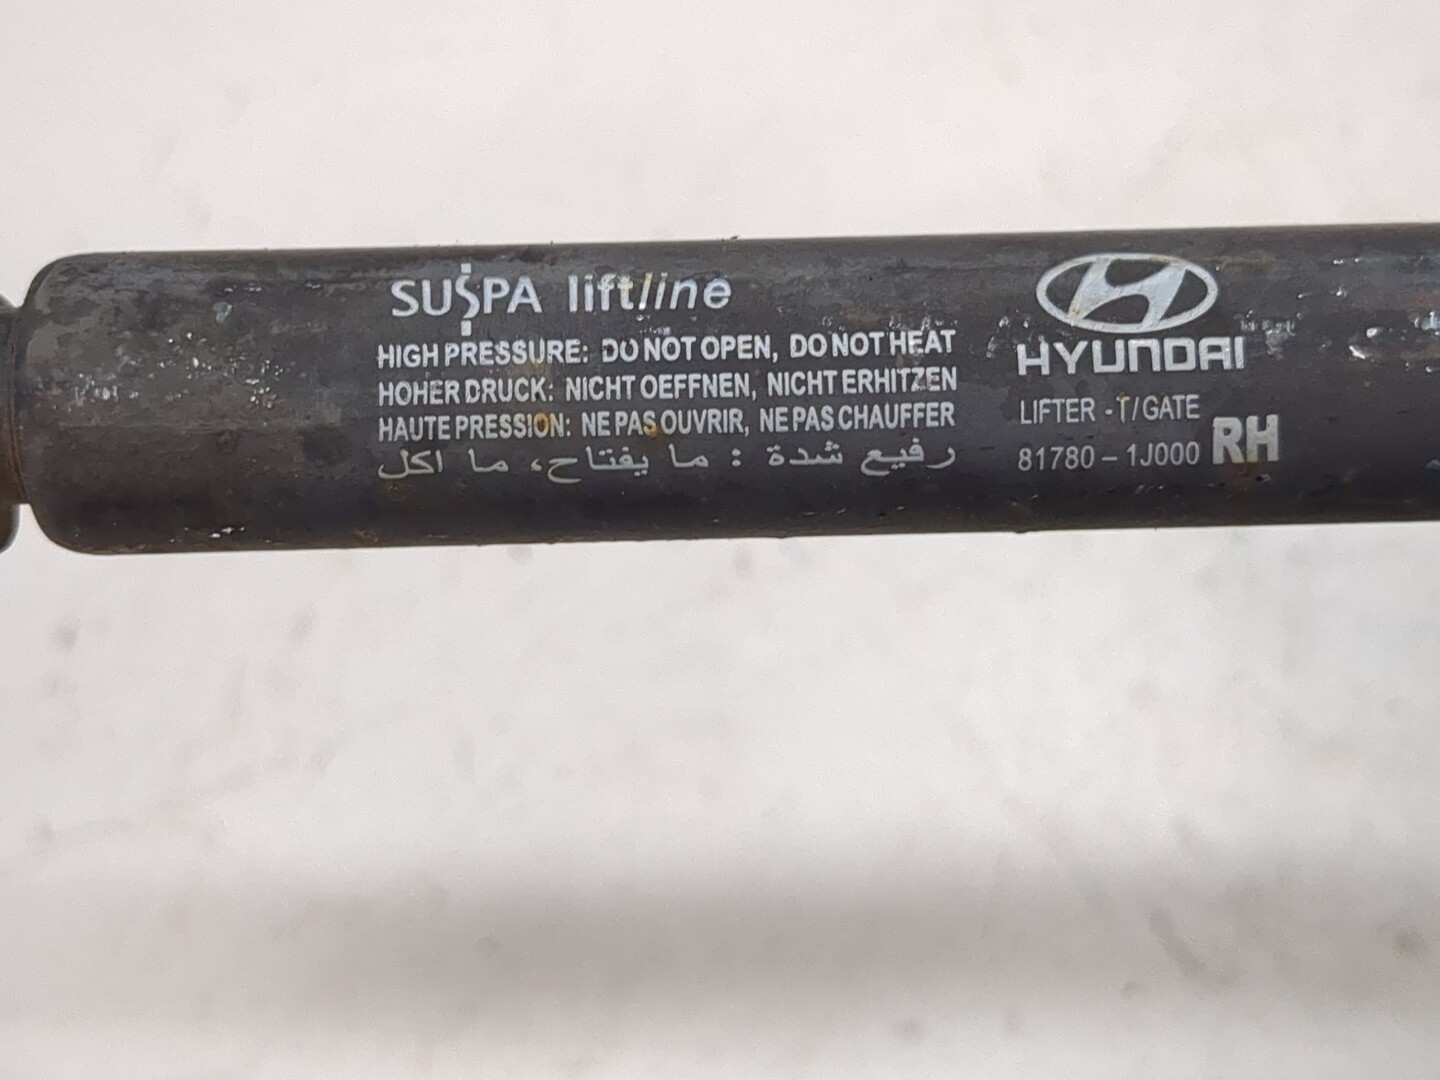 SUSPA liftline
HIGH PRESSURE: DO NOT OPEN, DO NOT HEAT
HOHER DRUCK: NICHT OEFFNEN, NICHT ERHITZEN
HAUTE PRESSION: NE PAS OUVRIR, NE PAS CHAUFFER
رفيع شدة : ما يفتاح، ما اكل
HYUNDAI
LIFTER - T/GATE
81780 - 1J000 RH